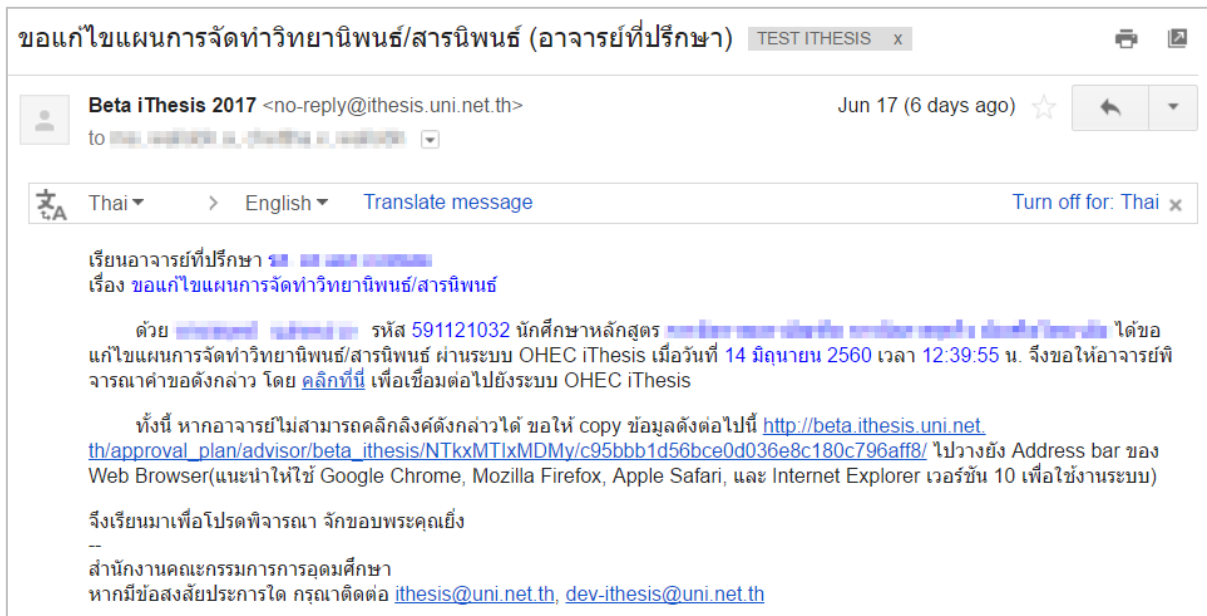 ขอแก้ไขแผนการจัดทำวิทยานิพนธ์/สารนิพนธ์ (อาจารย์ที่ปรึกษา) TEST ITHESIS x
Beta iThesis 2017 <no-reply@ithesis.uni.net.th> Jun 17 (6 days ago)
to
Thai > English Translate message Turn off for: Thai x
เรียนอาจารย์ที่ปรึกษา
เรื่อง ขอแก้ไขแผนการจัดทำวิทยานิพนธ์/สารนิพนธ์
ด้วย รหัส 591121032 นักศึกษาหลักสูตร ได้ขอ
แก้ไขแผนการจัดทำวิทยานิพนธ์/สารนิพนธ์ ผ่านระบบ OHEC iThesis เมื่อวันที่ 14 มิถุนายน 2560 เวลา 12:39:55 น. จึงขอให้อาจารย์พิ
จารณาคำขอดังกล่าว โดย คลิกที่นี่ เพื่อเชื่อมต่อไปยังระบบ OHEC iThesis
ทั้งนี้ หากอาจารย์ไม่สามารถคลิกลิงค์ดังกล่าวได้ ขอให้ copy ข้อมูลดังต่อไปนี้ http://beta.ithesis.uni.net.
th/approval_plan/advisor/beta_ithesis/NTkxMTIxMDMy/c95bbb1d56bce0d036e8c180c796aff8/ ไปวางยัง Address bar ของ
Web Browser(แนะนำให้ใช้ Google Chrome, Mozilla Firefox, Apple Safari, และ Internet Explorer เวอร์ชัน 10 เพื่อใช้งานระบบ)
จึงเรียนมาเพื่อโปรดพิจารณา จักขอบพระคุณยิ่ง
--
สำนักงานคณะกรรมการการอุดมศึกษา
หากมีข้อสงสัยประการใด กรุณาติดต่อ ithesis@uni.net.th, dev-ithesis@uni.net.th